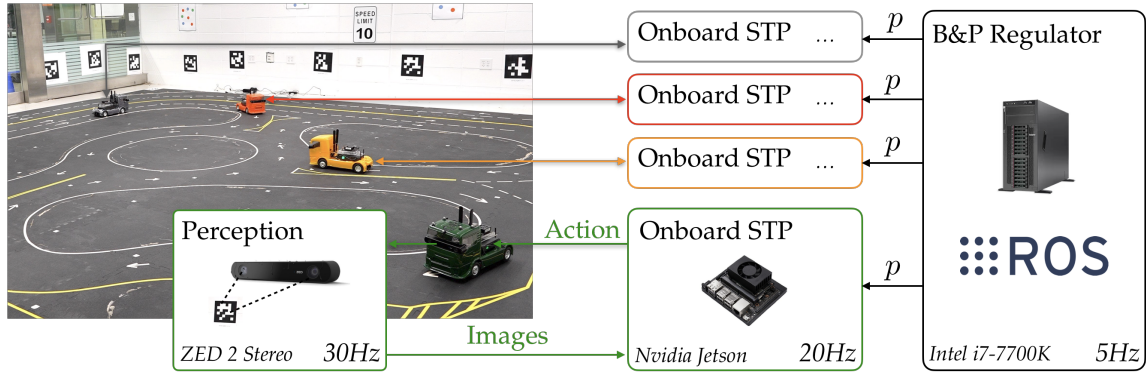 SPEED
LIMIT
10
Onboard STP ...
p
B&P Regulator
Onboard STP ...
p
Onboard STP ...
p
Perception
Action
Onboard STP
p
ROS
Images
ZED 2 Stereo 30Hz
Nvidia Jetson 20Hz
Intel i7-7700K 5Hz